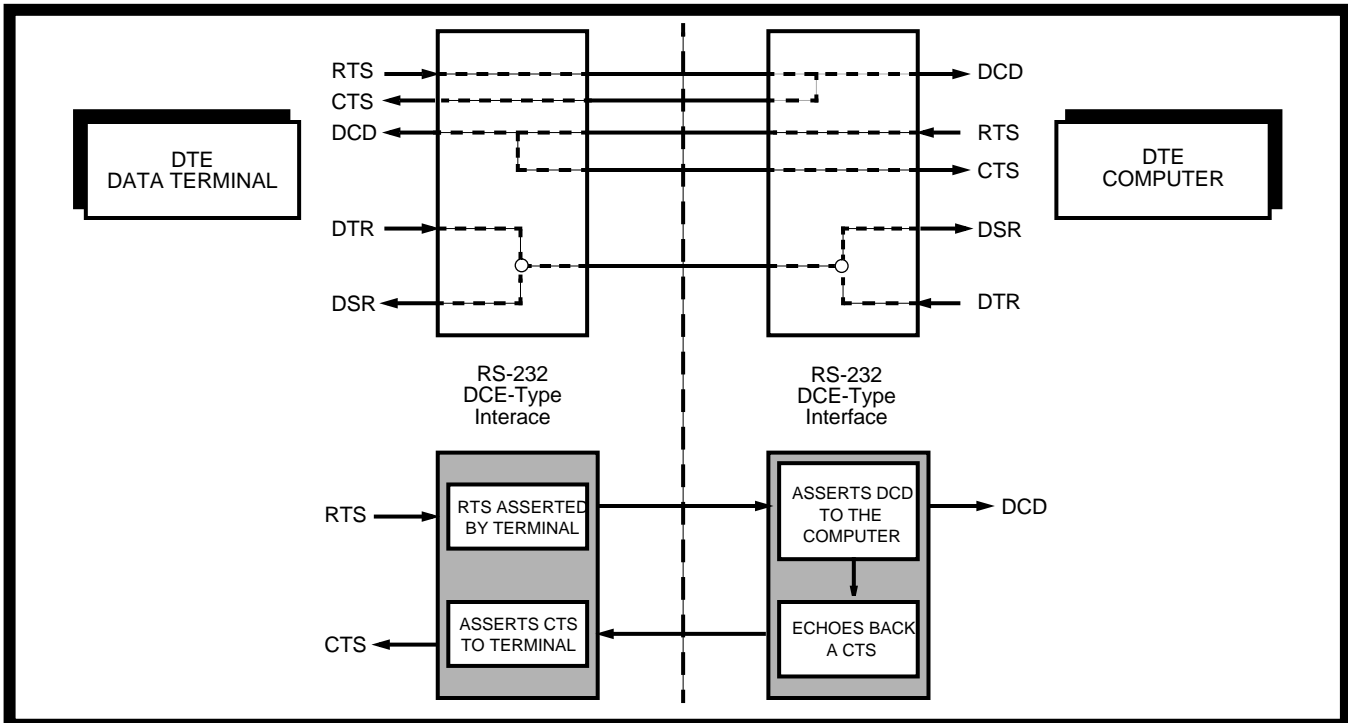 RTS
CTS
DCD
DTR
DSR
DTE
DATA TERMINAL
DCD
RTS
CTS
DSR
DTR
DTE
COMPUTER
RS-232
DCE-Type
Interace
RS-232
DCE-Type
Interface
RTS
RTS ASSERTED
BY TERMINAL
ASSERTS DCD
TO THE
COMPUTER
DCD
CTS
ASSERTS CTS
TO TERMINAL
ECHOES BACK
A CTS